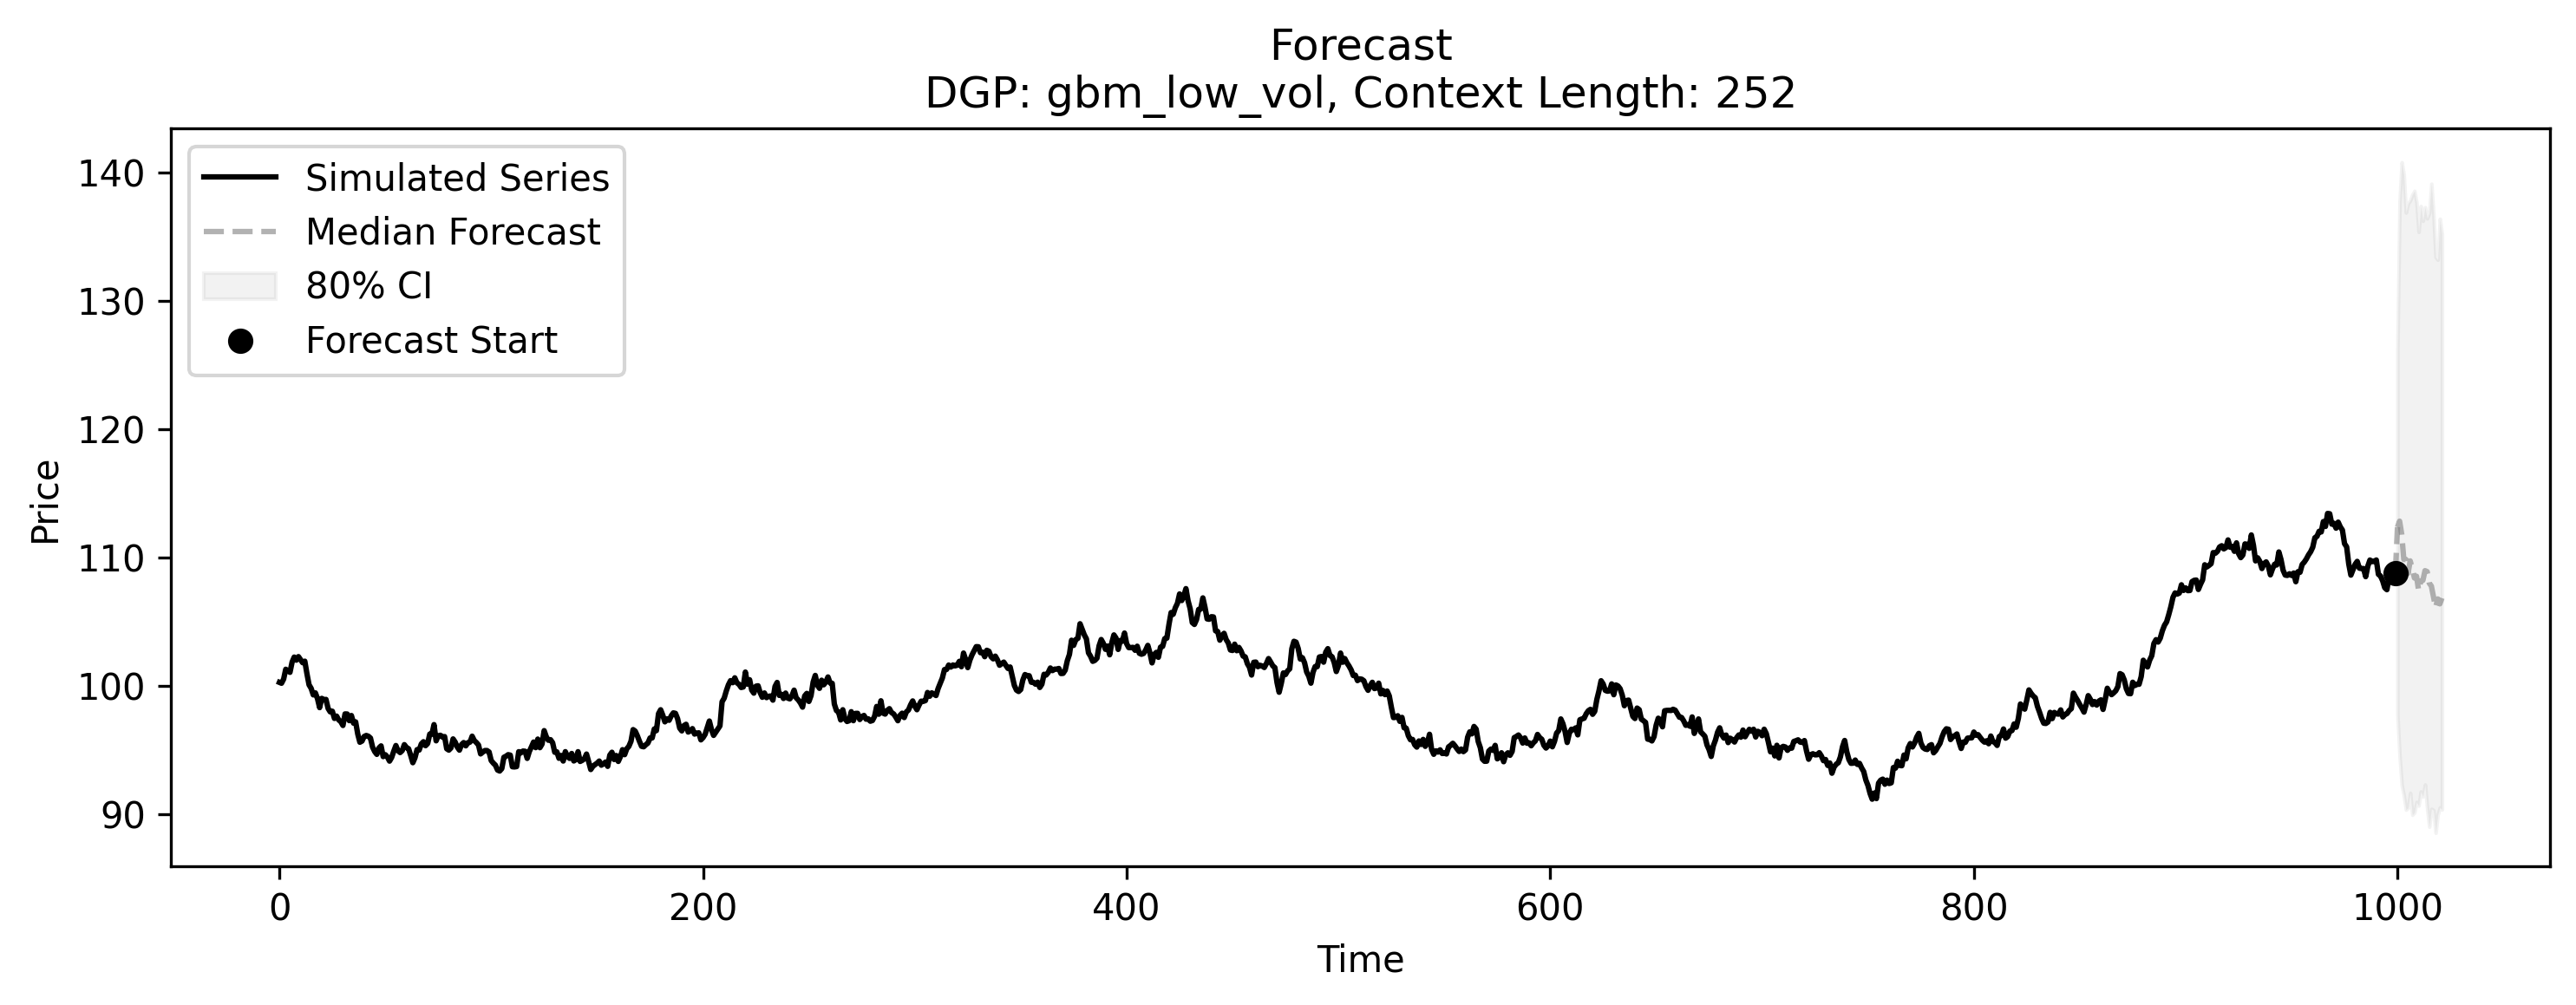 Forecast
DGP: gbm_low_vol, Context Length: 252
Simulated Series
Median Forecast
80% CI
Forecast Start
Price
140
130
120
110
100
90
0
200
400
600
800
1000
Time